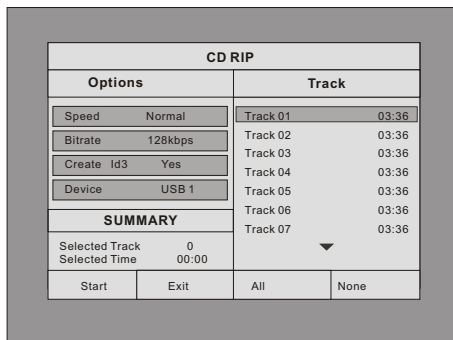 CD RIP
Options
Speed Normal
Bitrate 128kbps
Create Id3 Yes
Device USB 1
SUMMARY
Selected Track 0
Selected Time 00:00
Track
Track 01 03:36
Track 02 03:36
Track 03 03:36
Track 04 03:36
Track 05 03:36
Track 06 03:36
Track 07 03:36
Start Exit All None